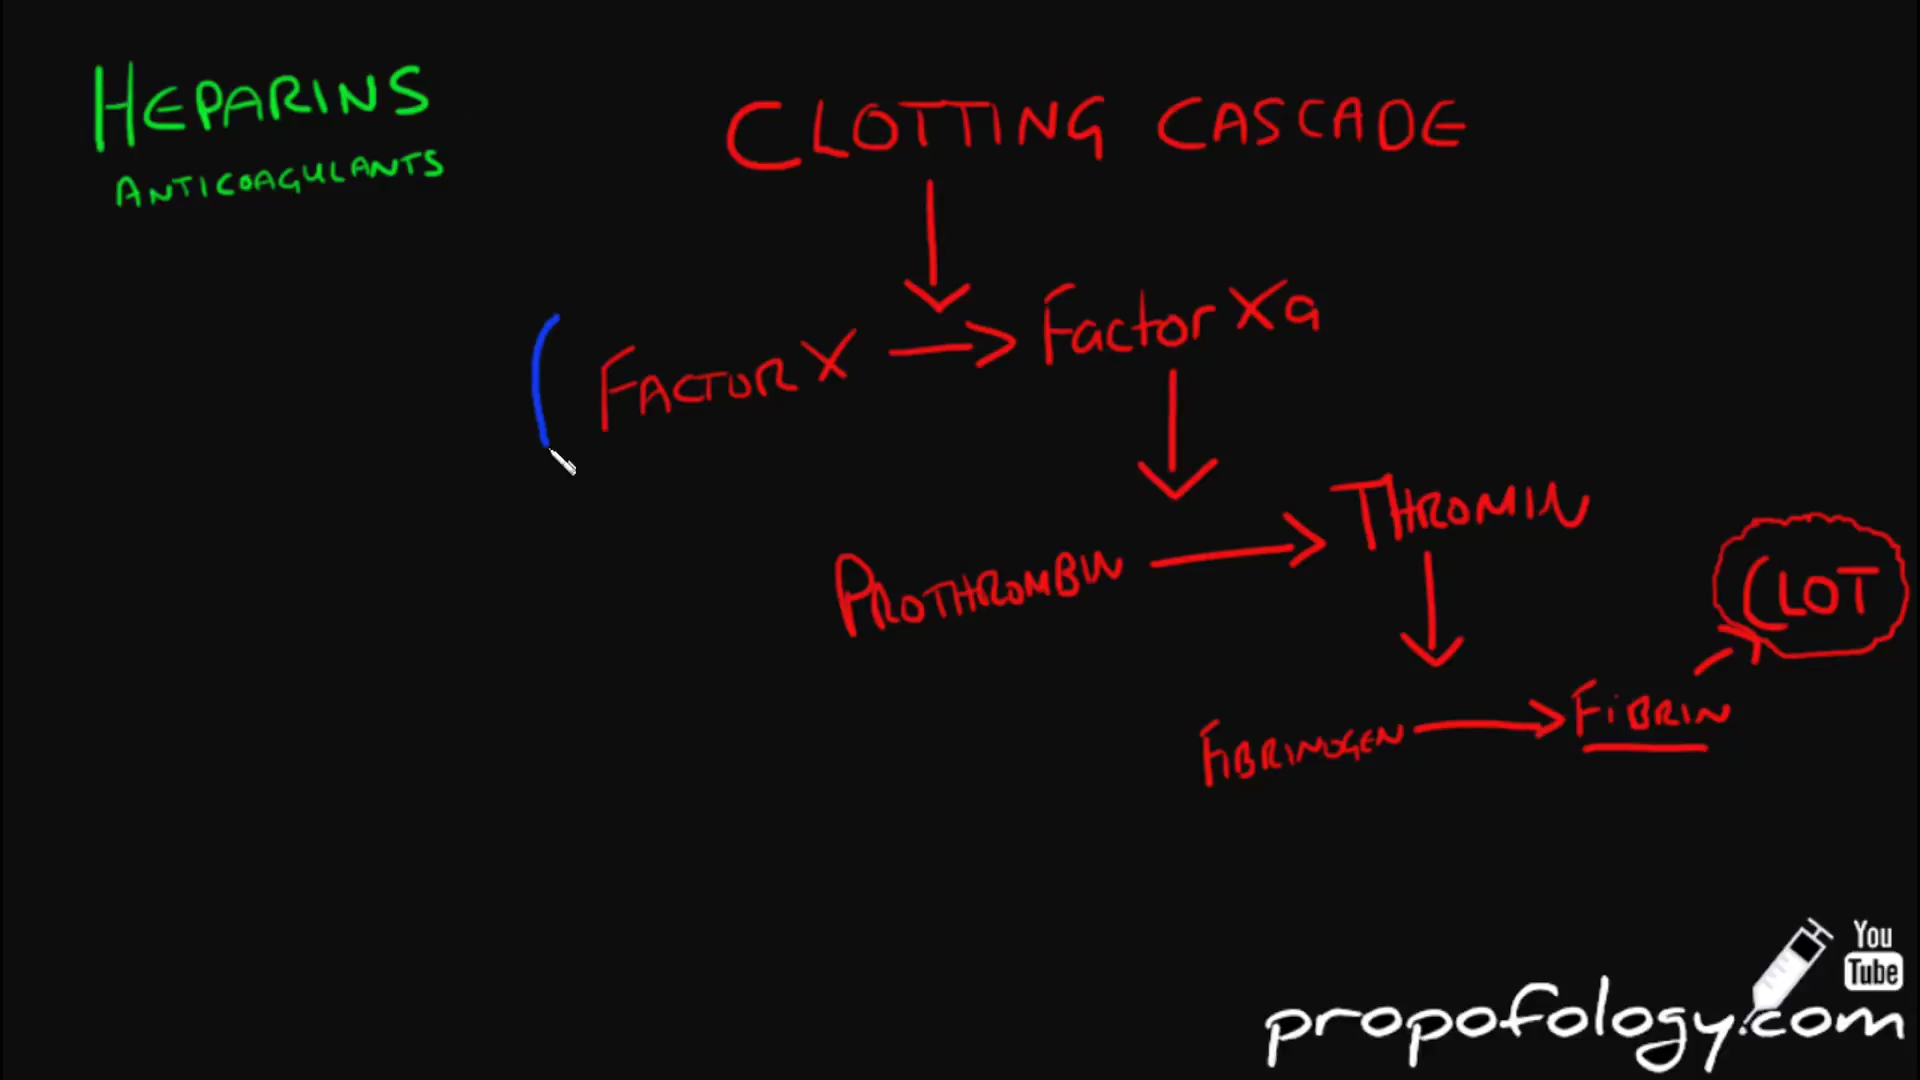 HEPARINS
ANTICOAGULANTS
CLOTTING CASCADE
FACTOR X
Factor Xa
PROTHROMBIN
THROMIN
CLOT
FIBRINOGEN
FiBRIN
You
Tube
propofology.com